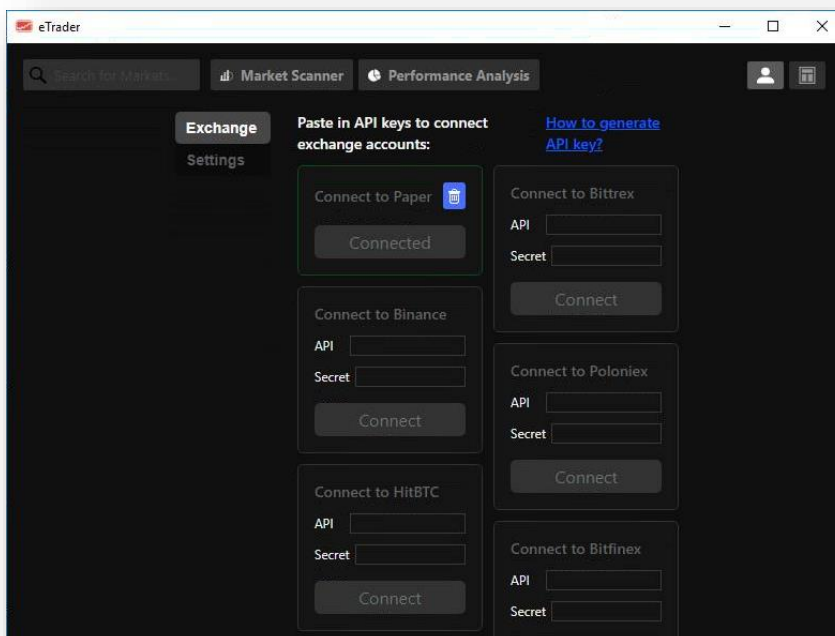 eTrader
Search for Markets...
Market Scanner
Performance Analysis
Exchange
Settings
Paste in API keys to connect
exchange accounts:
How to generate
API key?
Connect to Paper
Connected
Connect to Binance
API
Secret
Connect
Connect to HitBTC
API
Secret
Connect
Connect to Bittrex
API
Secret
Connect
Connect to Poloniex
API
Secret
Connect
Connect to Bitfinex
API
Secret